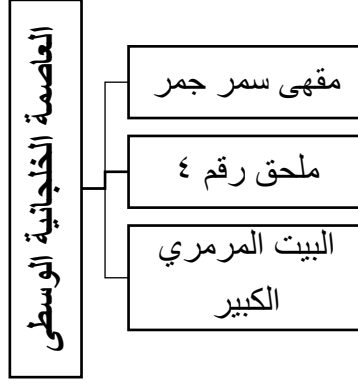 العاصمة الخلجانية الوسطى
مقهى سمر جمر
ملحق رقم ٤
البيت المرمري
الكبير